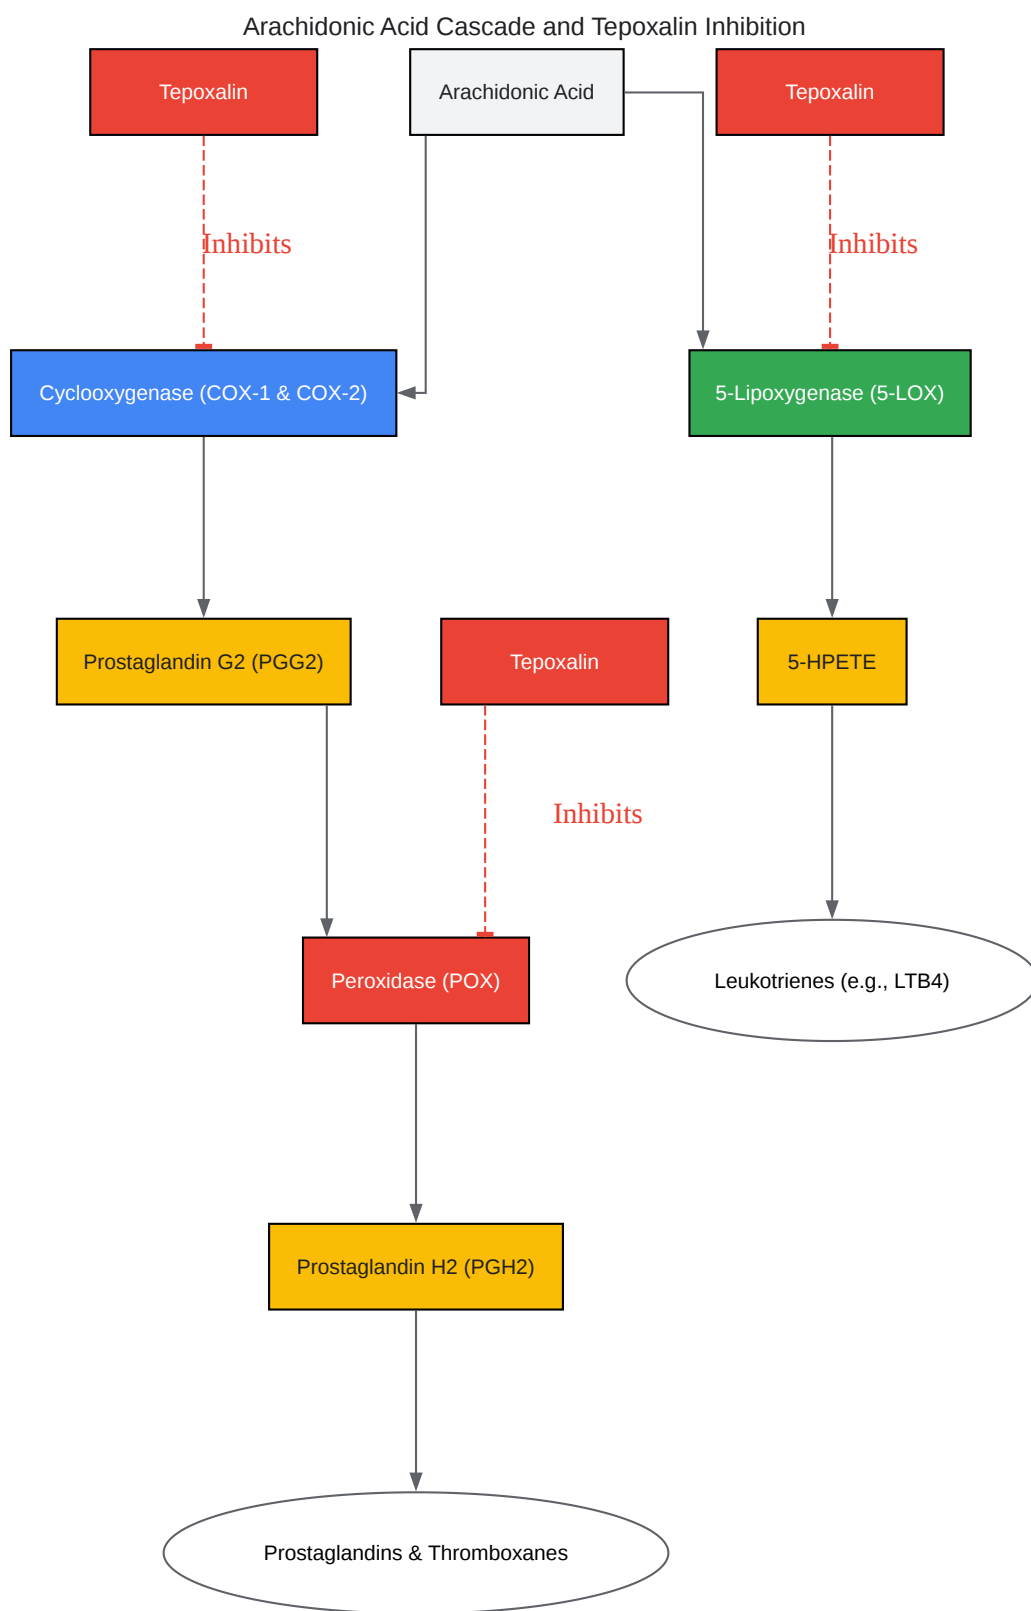 Arachidonic Acid Cascade and Tepoxalin Inhibition
Tepoxalin
Arachidonic Acid
Tepoxalin
Inhibits
Inhibits
Cyclooxygenase (COX-1 & COX-2)
5-Lipoxygenase (5-LOX)
Prostaglandin G2 (PGG2)
Tepoxalin
5-HPETE
Inhibits
Peroxidase (POX)
Leukotrienes (e.g., LTB4)
Prostaglandin H2 (PGH2)
Prostaglandins & Thromboxanes